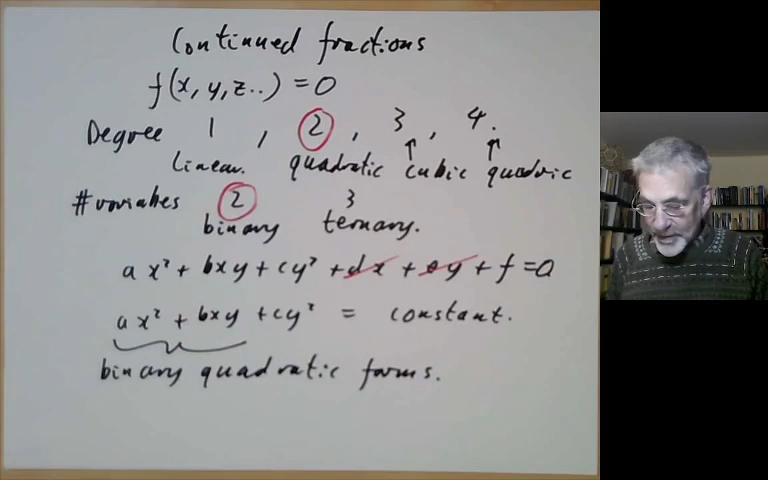 Continued fractions
f(x, y, z..) = 0
Degree 1, 2, 3, 4.
linear. quadratic cubic quadric
#variables 2 3
binary ternary.
ax² + bxy + cy² + dx + ey + f = 0
ax² + bxy + cy² = constant.
binary quadratic forms.